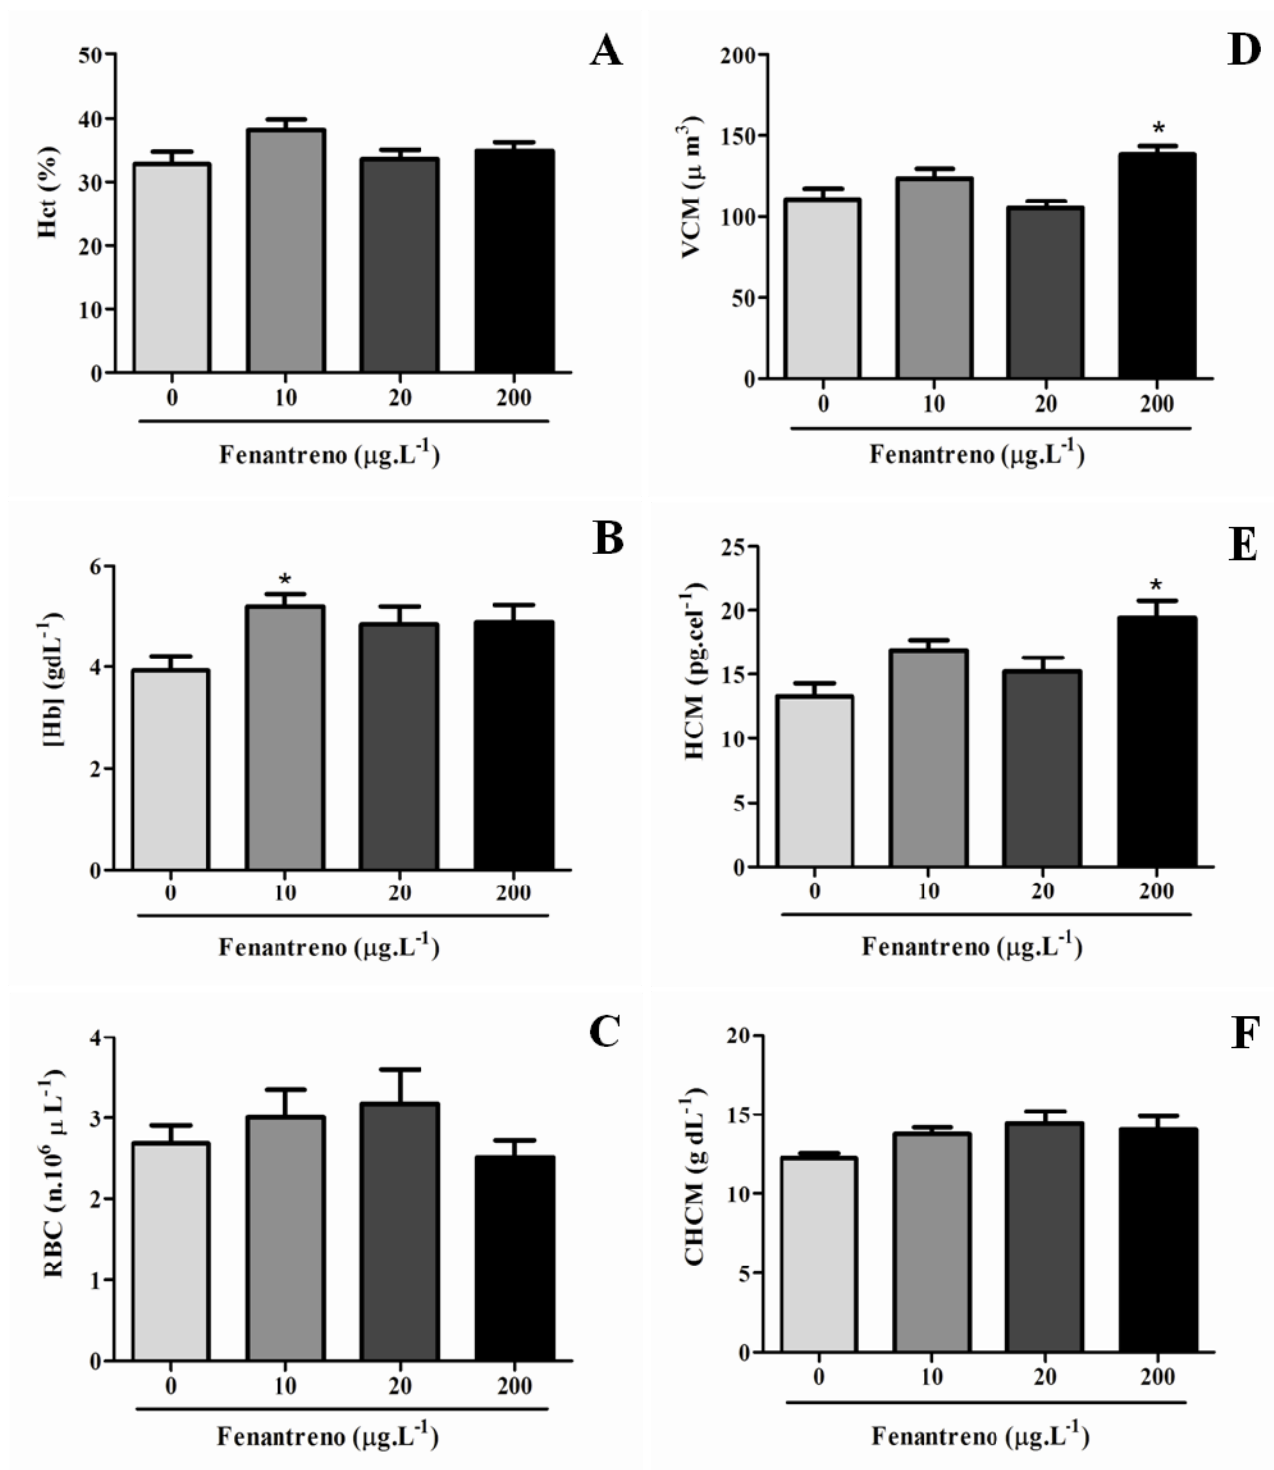 A
Hct (%)
50
40
30
20
10
0
0 10 20 200
Fenantreno (µg.L⁻¹)
D
VCM (µ m³)
200
150
100
50
0
*
0 10 20 200
Fenantreno (µg.L⁻¹)
B
[Hb] (gdL⁻¹)
6
4
2
0
*
0 10 20 200
Fenantreno (µg.L⁻¹)
E
HCM (pg.cel⁻¹)
25
20
15
10
5
0
*
0 10 20 200
Fenantreno (µg.L⁻¹)
C
RBC (n.10⁶ µ L⁻¹)
4
3
2
1
0
0 10 20 200
Fenantreno (µg.L⁻¹)
F
CHCM (g dL⁻¹)
20
15
10
5
0
0 10 20 200
Fenantreno (µg.L⁻¹)